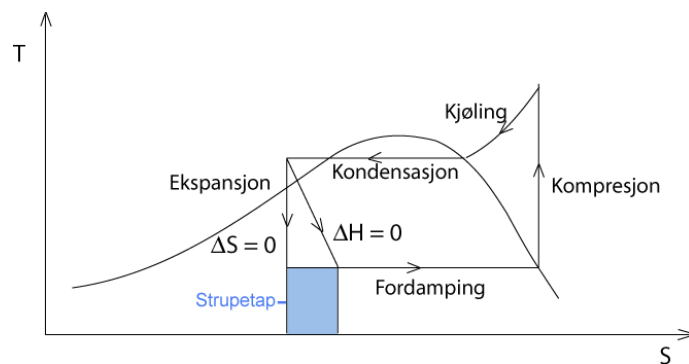 T
Kjøling
Ekspansjon
Kondensasjon
Kompresjon
ΔS = 0
ΔH = 0
Strupetap
Fordamping
S